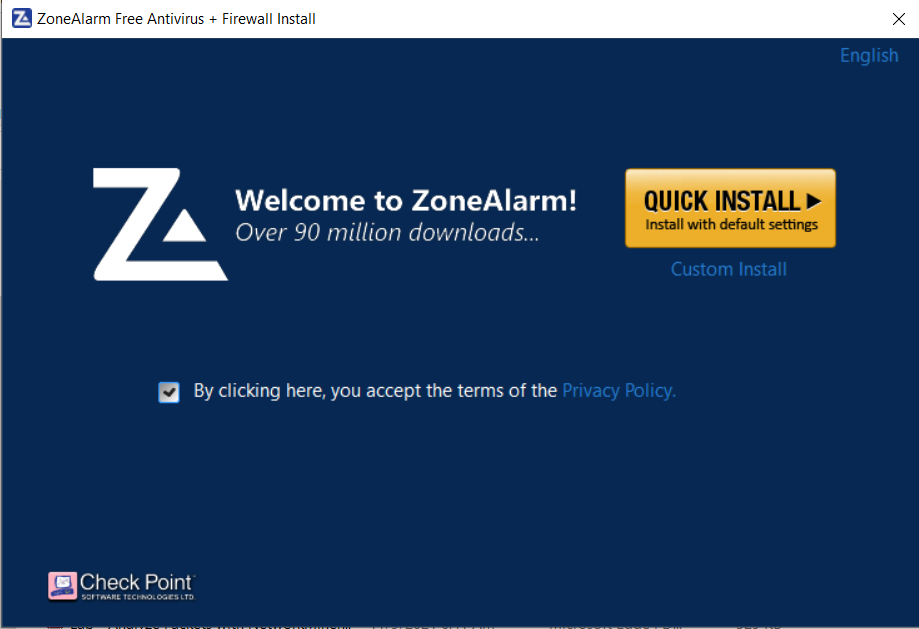 ZoneAlarm Free Antivirus + Firewall Install
English
Welcome to ZoneAlarm!
Over 90 million downloads...
QUICK INSTALL
Install with default settings
Custom Install
By clicking here, you accept the terms of the Privacy Policy.
Check Point
SOFTWARE TECHNOLOGIES LTD.